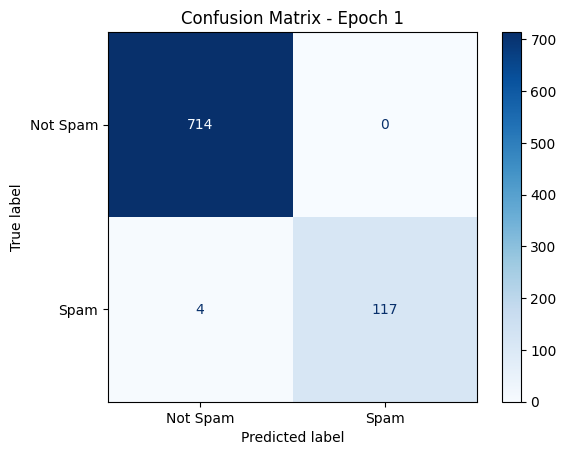 Confusion Matrix - Epoch 1
True label
Not Spam
714
0
Spam
4
117
Not Spam
Spam
Predicted label
700
600
500
400
300
200
100
0